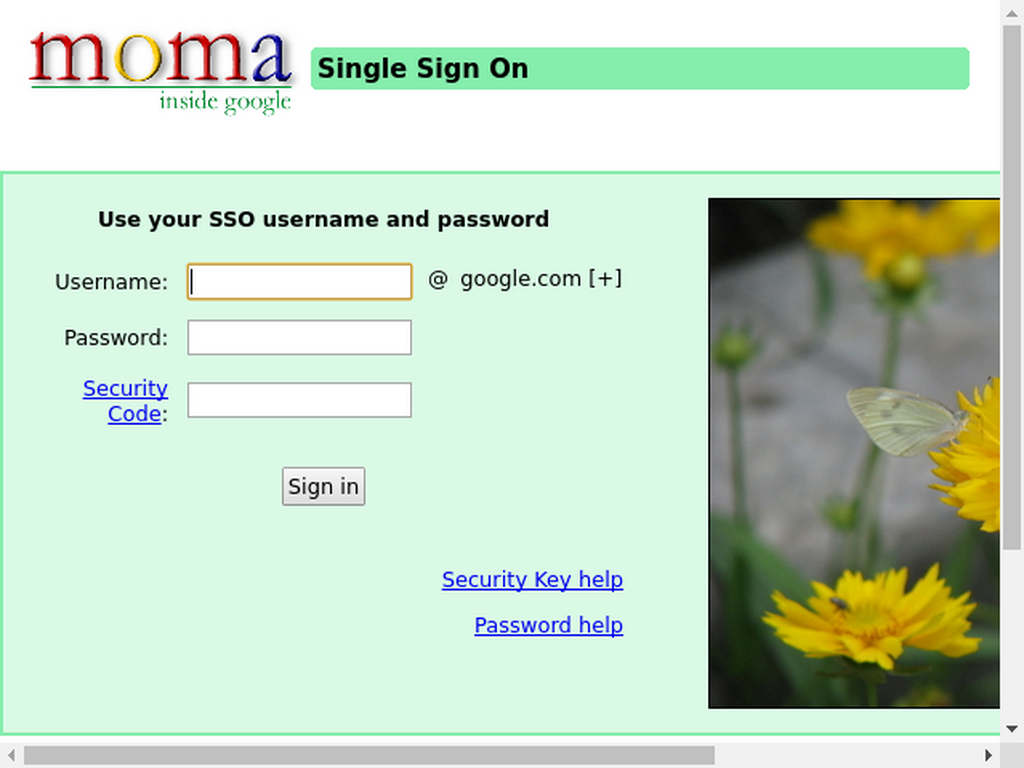 moma
inside google
Single Sign On
Use your SSO username and password
Username:
@ google.com [+]
Password:
Security
Code:
Sign in
Security Key help
Password help